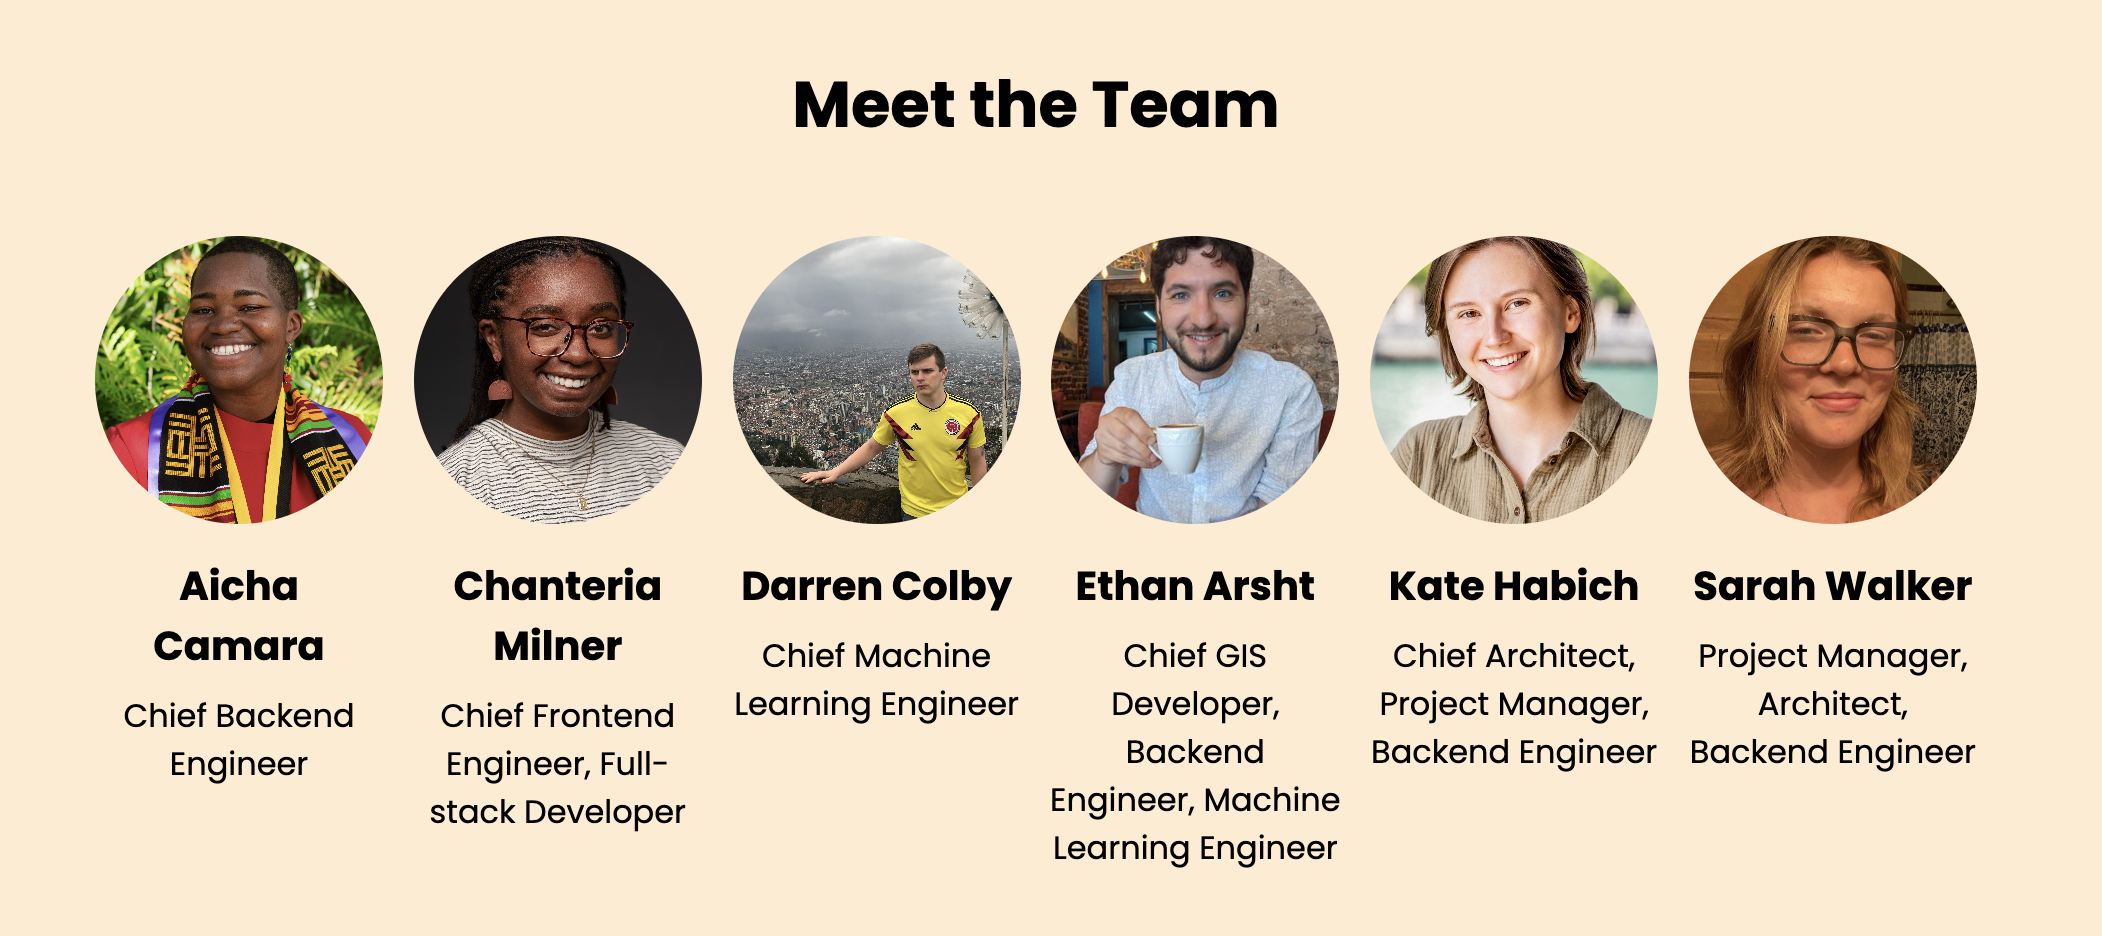 Meet the Team
Aicha
Camara
Chief Backend
Engineer
Chanteria
Milner
Chief Frontend
Engineer, Full-
stack Developer
Darren Colby
Chief Machine
Learning Engineer
Ethan Arsht
Chief GIS
Developer,
Backend
Engineer, Machine
Learning Engineer
Kate Habich
Chief Architect,
Project Manager,
Backend Engineer
Sarah Walker
Project Manager,
Architect,
Backend Engineer